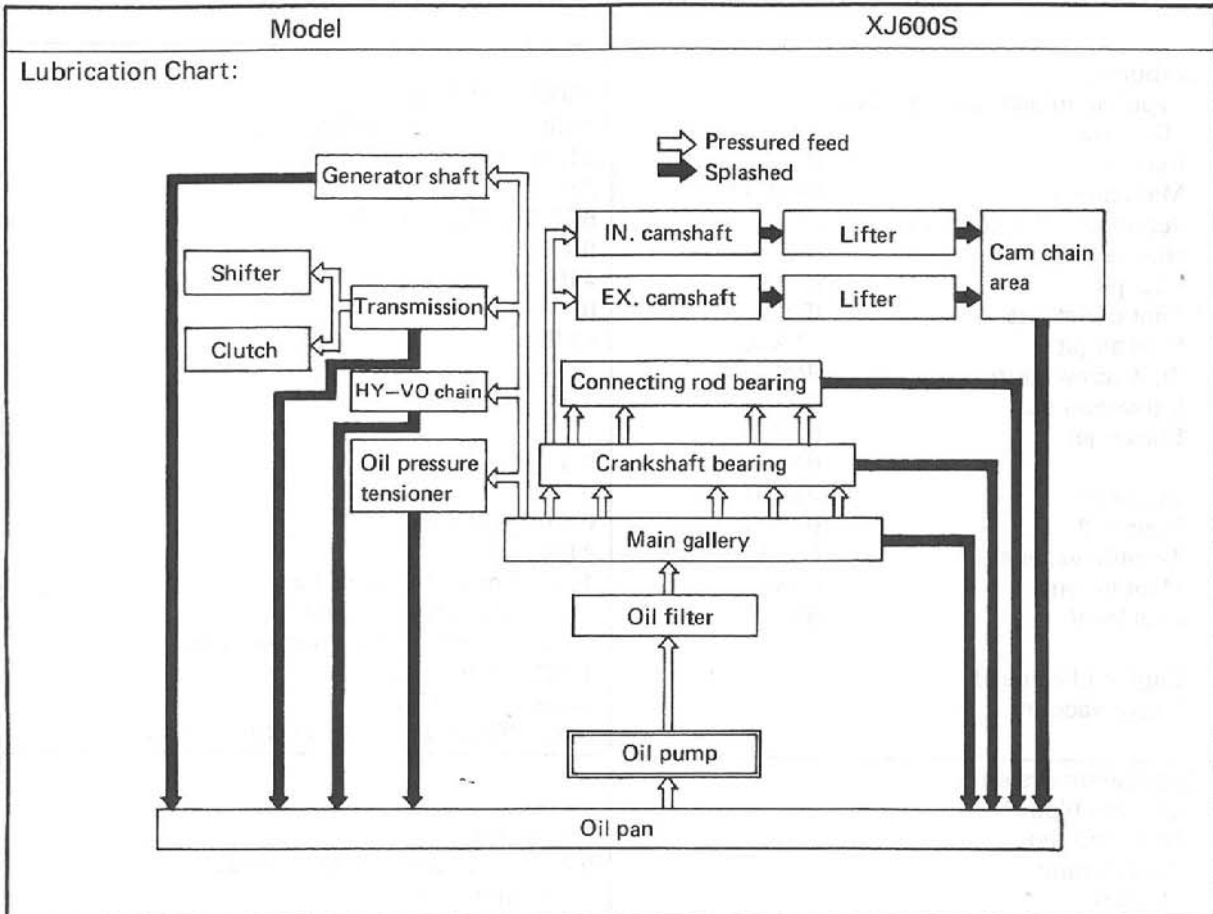 Model
XJ600S
Lubrication Chart:
Pressured feed
Splashed
Generator shaft
IN. camshaft
Lifter
Cam chain
area
Shifter
Transmission
EX. camshaft
Lifter
Clutch
HY–VO chain
Connecting rod bearing
Oil pressure
tensioner
Crankshaft bearing
Main gallery
Oil filter
Oil pump
Oil pan